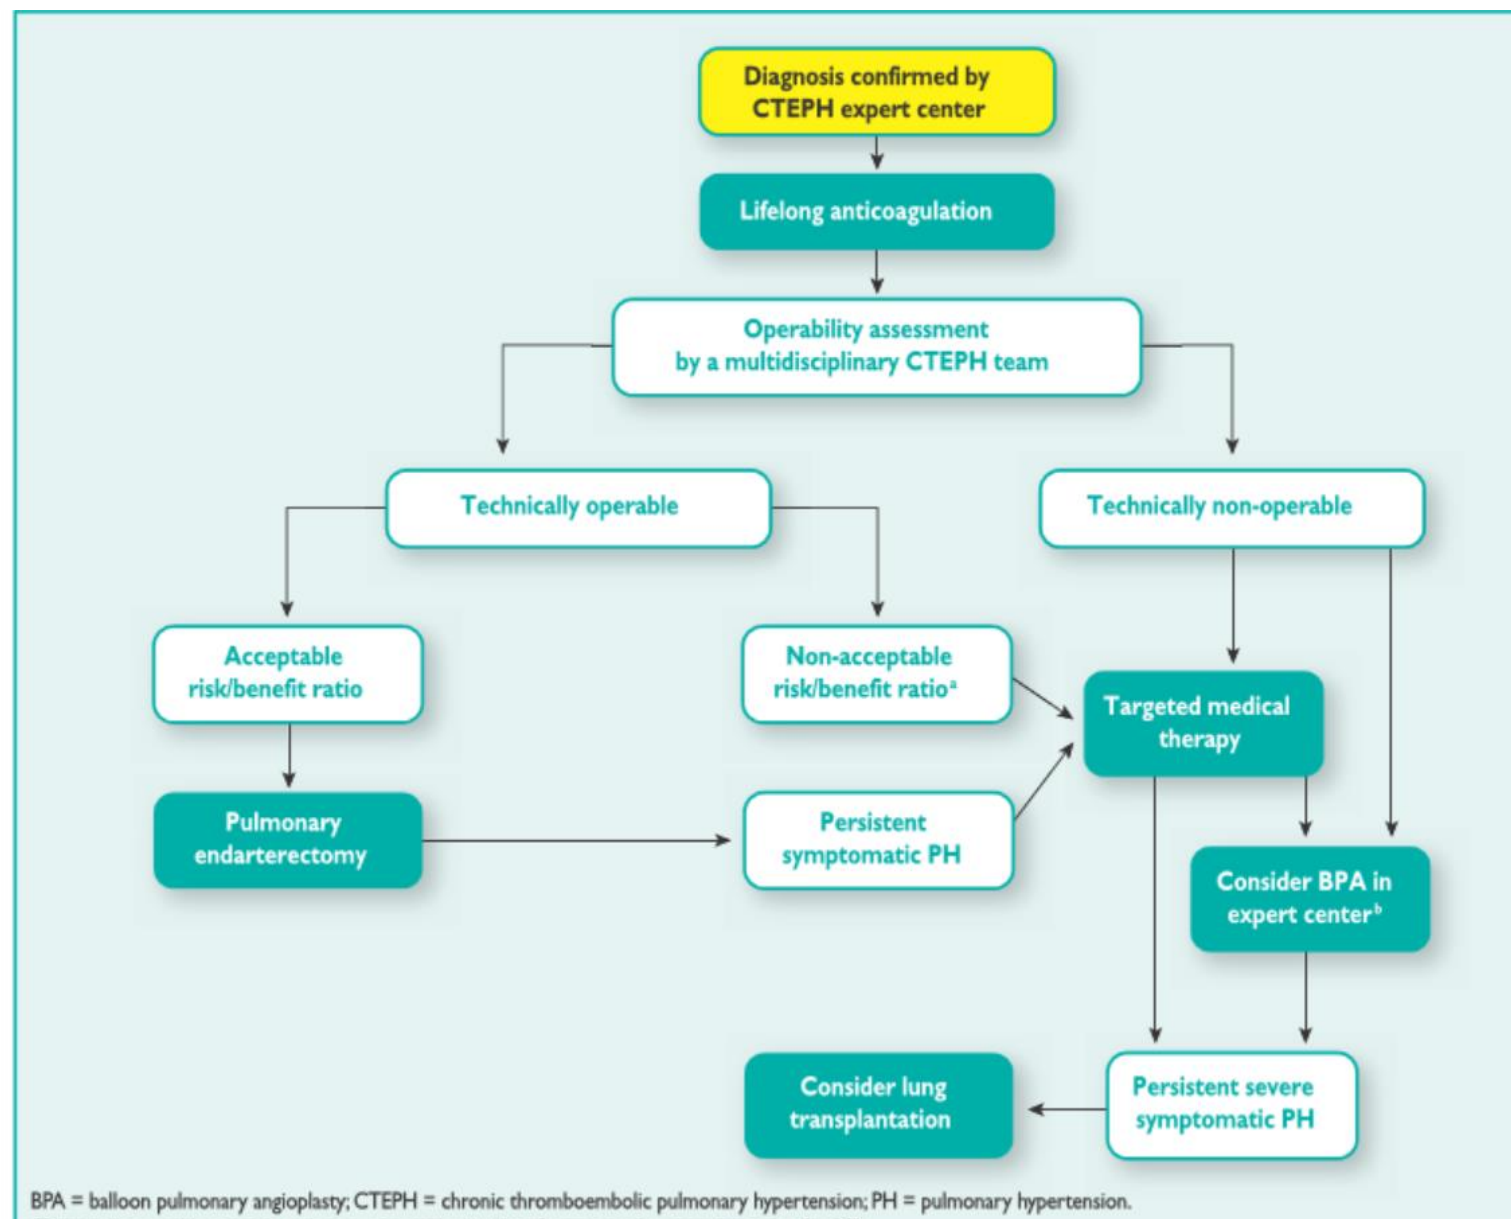 Diagnosis confirmed by
CTEPH expert center
Lifelong anticoagulation
Operability assessment
by a multidisciplinary CTEPH team
Technically operable
Technically non-operable
Acceptable
risk/benefit ratio
Non-acceptable
risk/benefit ratioᵃ
Targeted medical
therapy
Pulmonary
endarterectomy
Persistent
symptomatic PH
Consider BPA in
expert centerᵇ
Consider lung
transplantation
Persistent severe
symptomatic PH
BPA = balloon pulmonary angioplasty; CTEPH = chronic thromboembolic pulmonary hypertension; PH = pulmonary hypertension.